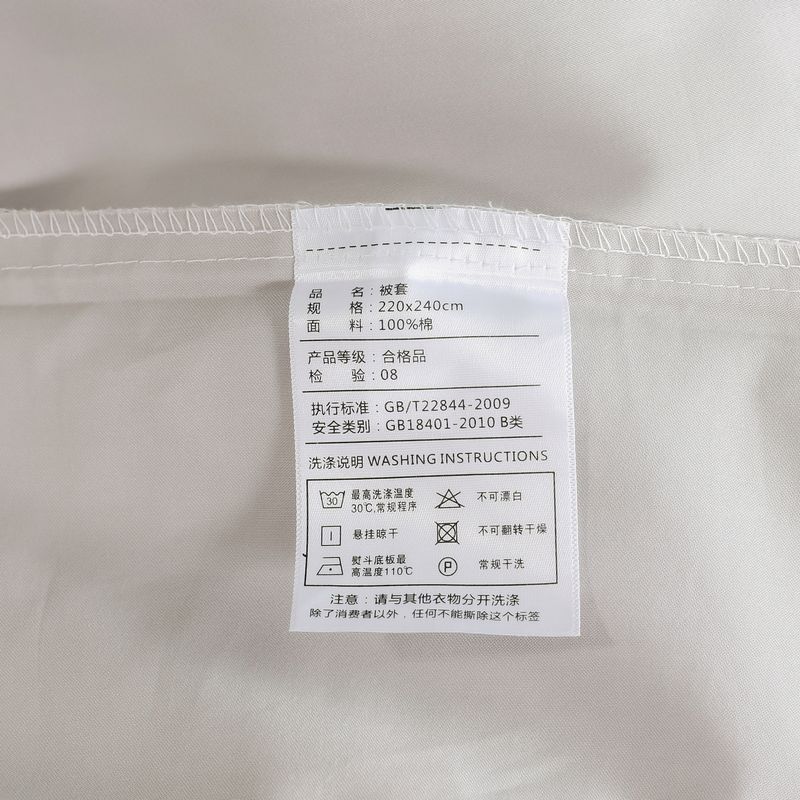 品 名：被套
规 格：220x240cm
面 料：100%棉
产品等级：合格品
检 验：08
执行标准：GB/T22844-2009
安全类别：GB18401-2010 B类
洗涤说明 WASHING INSTRUCTIONS
30 最高洗涤温度 30℃,常规程序
不可漂白
悬挂晾干
不可翻转干燥
熨斗底板最高温度110℃
P 常规干洗
注意：请与其他衣物分开洗涤
除了消费者以外，任何不能撕除这个标签